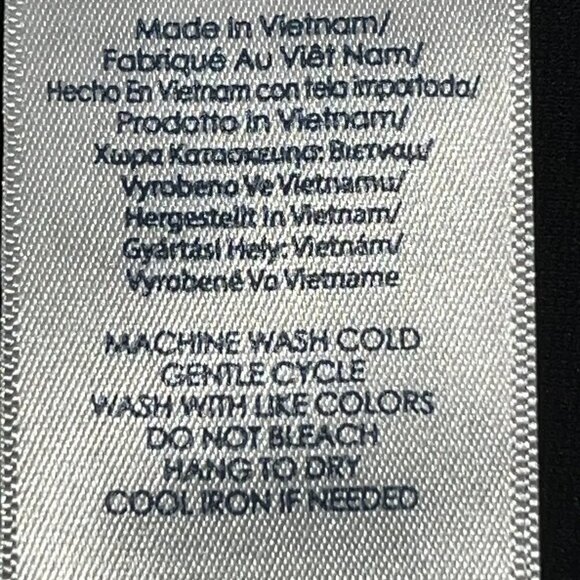 Made In Vietnam/
Fabriqué Au Viêt Nam/
Hecho En Vietnam con tela importada/
Prodotto In Vietnam/
Χωρα Κατασκευης: Βιετναμ/
Vyrobeno Ve Vietnamu/
Hergestellt In Vietnam/
Gyártási Hely: Vietnám/
Vyrobené Vo Vietname
MACHINE WASH COLD
GENTLE CYCLE
WASH WITH LIKE COLORS
DO NOT BLEACH
HANG TO DRY
COOL IRON IF NEEDED